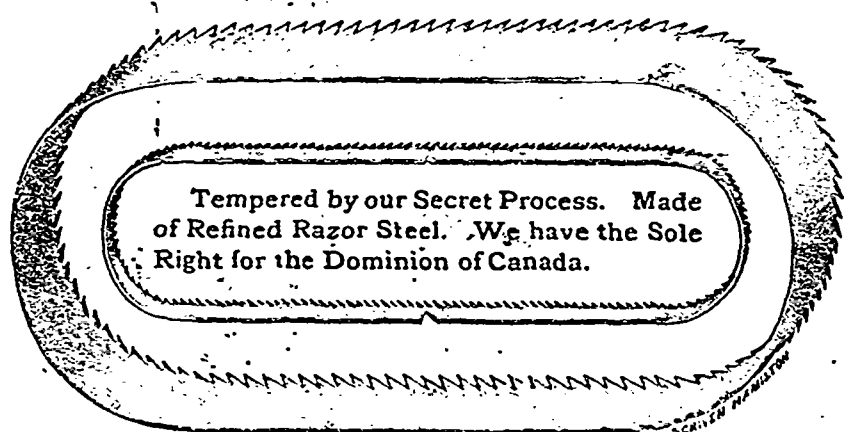 Tempered by our Secret Process. Made
of Refined Razor Steel. We have the Sole
Right for the Dominion of Canada.
HAMILTON